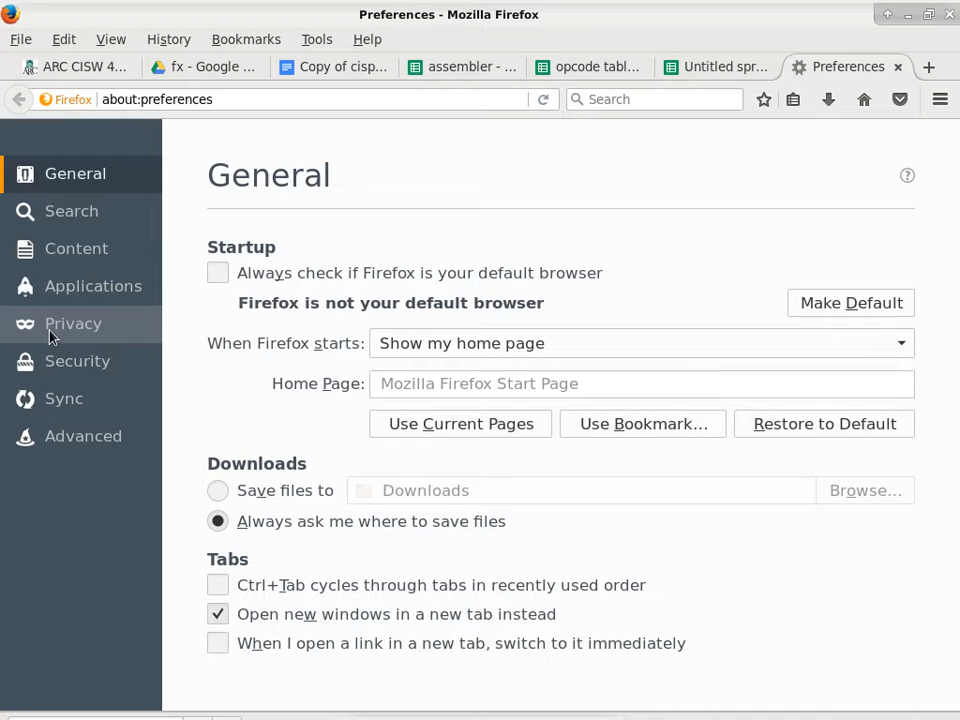 Preferences - Mozilla Firefox
File Edit View History Bookmarks Tools Help
ARC CISW 4... fx - Google ... Copy of cisp... assembler - ... opcode tabl... Untitled spr... Preferences
Firefox about:preferences Search
General
Search
Content
Applications
Privacy
Security
Sync
Advanced
General
Startup
Always check if Firefox is your default browser
Firefox is not your default browser Make Default
When Firefox starts: Show my home page
Home Page: Mozilla Firefox Start Page
Use Current Pages Use Bookmark... Restore to Default
Downloads
Save files to Downloads Browse...
Always ask me where to save files
Tabs
Ctrl+Tab cycles through tabs in recently used order
Open new windows in a new tab instead
When I open a link in a new tab, switch to it immediately